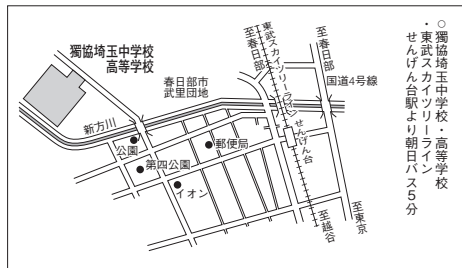 ○獨協埼玉中学校・高等学校
・東武スカイツリーライン
せんげん台駅より朝日バス5分
至春日部
国道4号線
至東京
至春日部
東武スカイツリーライン
せんげん台
至越谷
獨協埼玉中学校
高等学校
春日部市
武里団地
新方川
公園
郵便局
第四公園
イオン